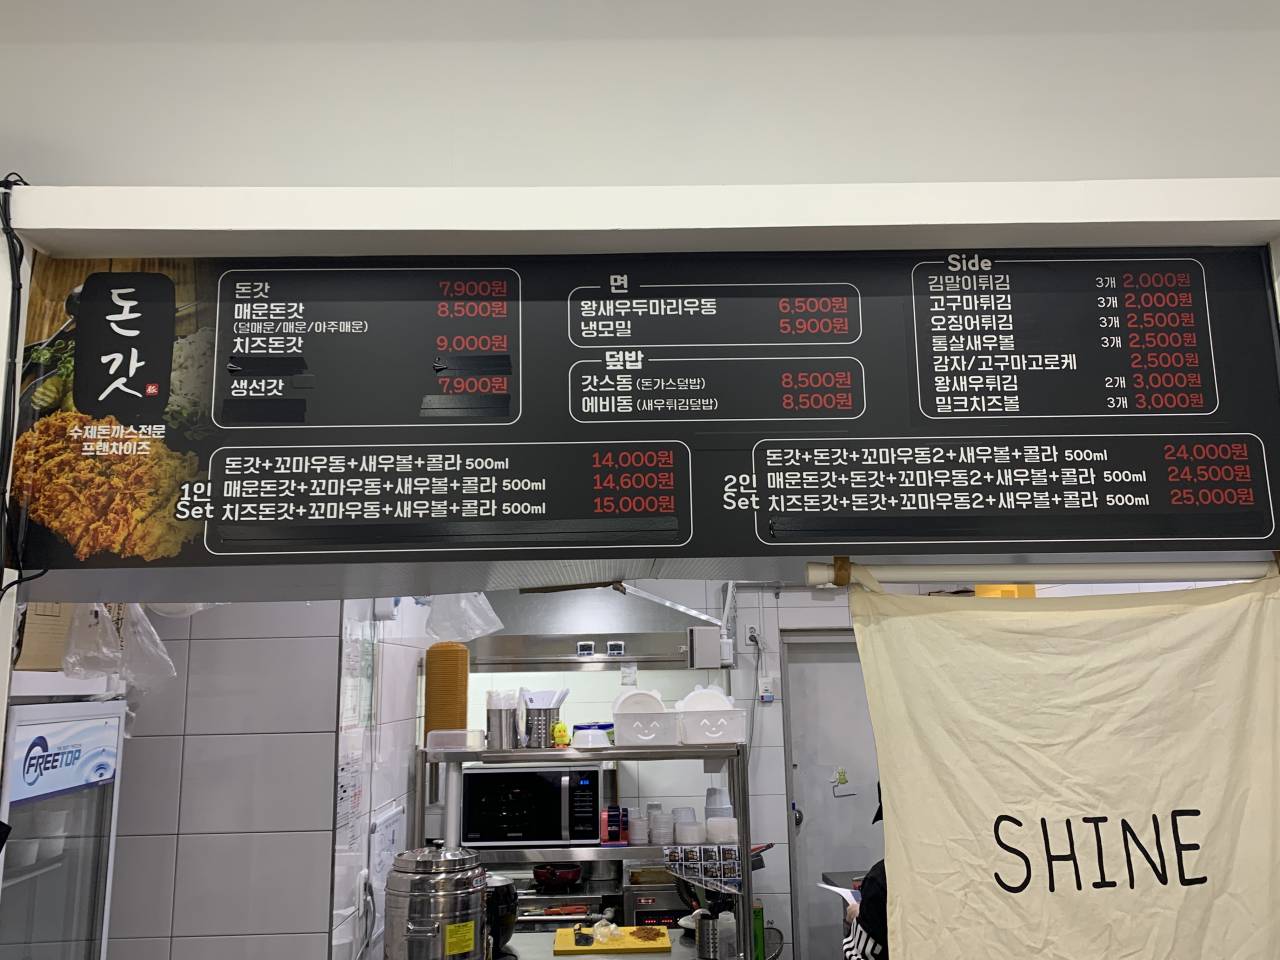 돈
갓
수제돈까스전문
프랜차이즈
돈갓 7,900원
매운돈갓 8,500원
(덜매운/매운/아주매운)
치즈돈갓 9,000원
생선갓 7,900원
면
왕새우두마리우동 6,500원
냉모밀 5,900원
덮밥
갓스동 (돈가스덮밥) 8,500원
에비동 (새우튀김덮밥) 8,500원
Side
김말이튀김 3개 2,000원
고구마튀김 3개 2,000원
오징어튀김 3개 2,500원
통살새우볼 3개 2,500원
감자/고구마고로케 2,500원
왕새우튀김 2개 3,000원
밀크치즈볼 3개 3,000원
1인
Set
돈갓+꼬마우동+새우볼+콜라 500ml 14,000원
매운돈갓+꼬마우동+새우볼+콜라 500ml 14,600원
치즈돈갓+꼬마우동+새우볼+콜라 500ml 15,000원
2인
Set
돈갓+돈갓+꼬마우동2+새우볼+콜라 500ml 24,000원
매운돈갓+돈갓+꼬마우동2+새우볼+콜라 500ml 24,500원
치즈돈갓+돈갓+꼬마우동2+새우볼+콜라 500ml 25,000원
FREETOP
SHINE